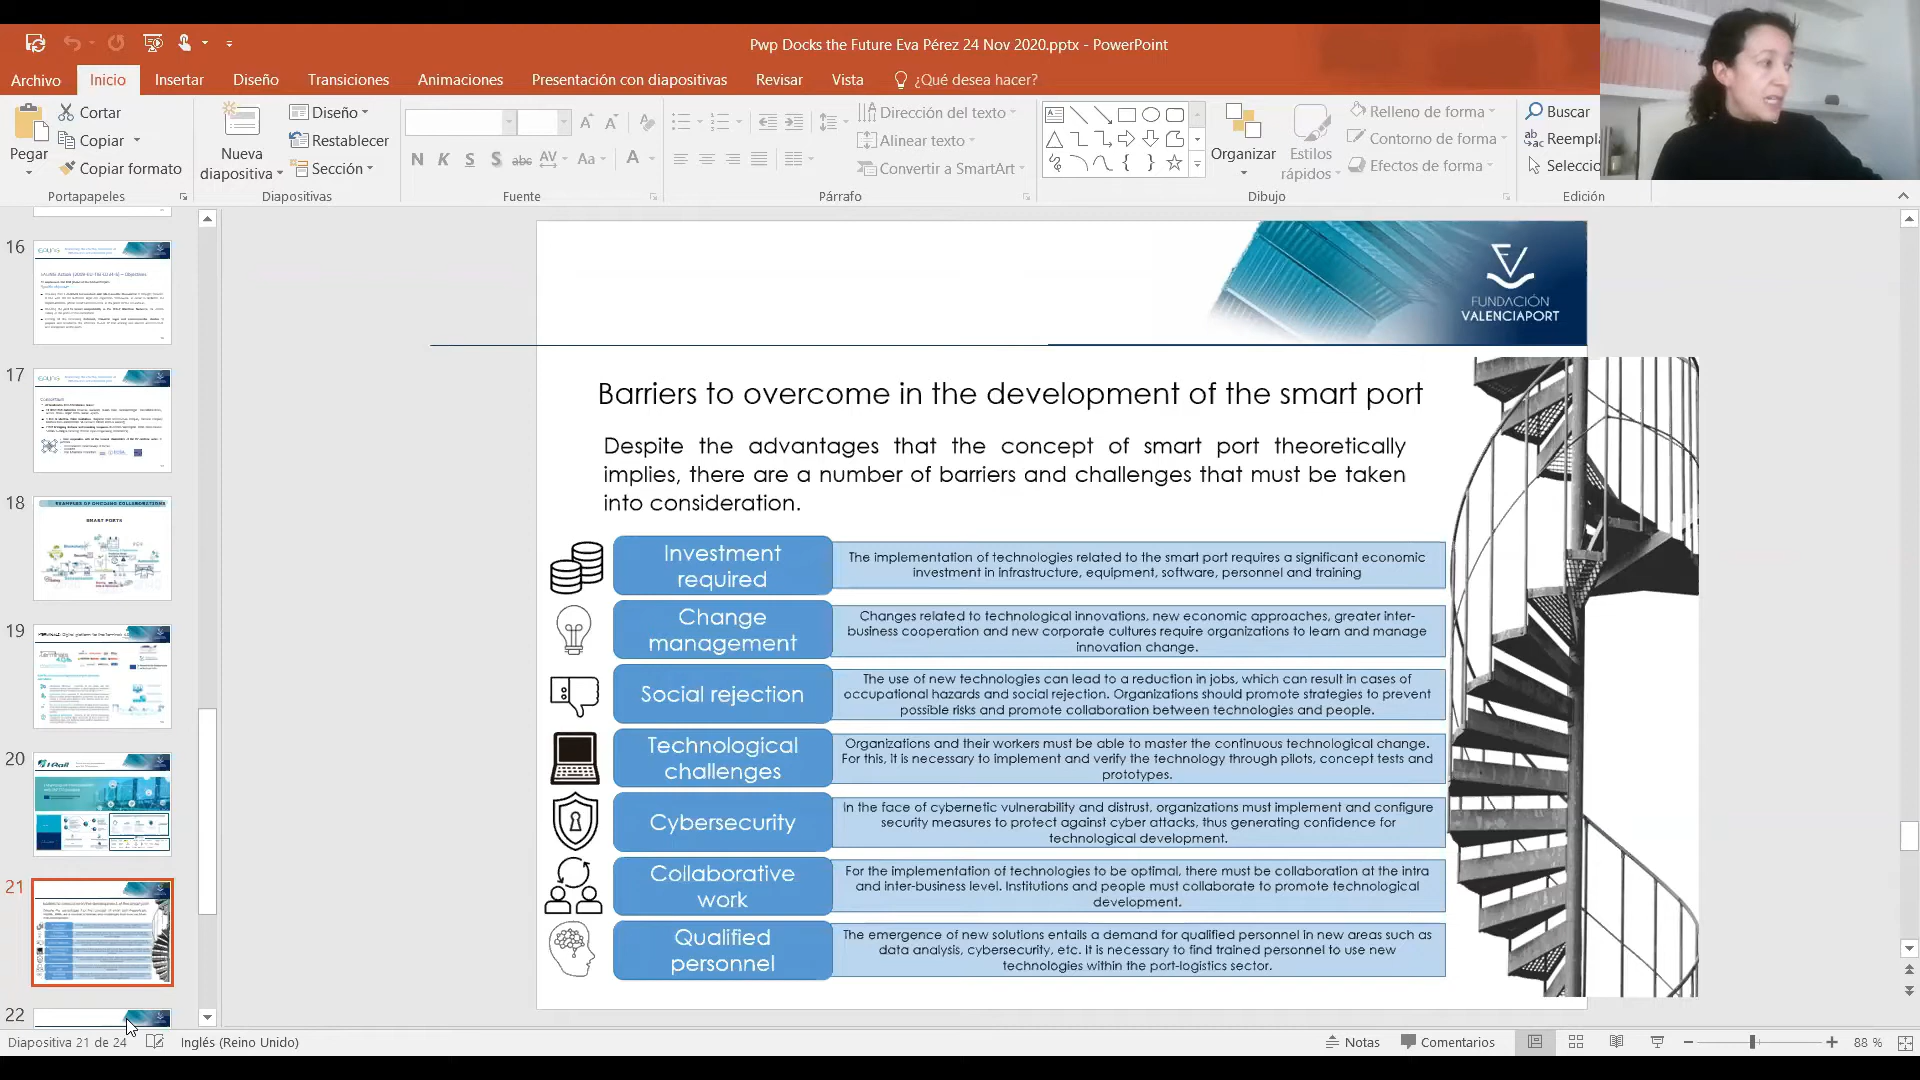 Pwp Docks the Future Eva Pérez 24 Nov 2020.pptx - PowerPoint
Archivo
Inicio
Insertar
Diseño
Transiciones
Animaciones
Presentación con diapositivas
Revisar
Vista
¿Qué desea hacer?
Pegar
Cortar
Copiar
Copiar formato
Portapapeles
Nueva
diapositiva
Diseño
Restablecer
Sección
Diapositivas
N K S S abc AV Aa A
Fuente
Dirección del texto
Alinear texto
Convertir a SmartArt
Párrafo
Organizar
Estilos
rápidos
Relleno de forma
Contorno de forma
Efectos de forma
Dibujo
Buscar
Reempl
Seleccio
Edición
16
17
18
EXAMPLES OF ONGOING COLLABORATIONS
SMART PORTS
19
20
21
22
FUNDACIÓN
VALENCIAPORT
Barriers to overcome in the development of the smart port
Despite the advantages that the concept of smart port theoretically
implies, there are a number of barriers and challenges that must be taken
into consideration.
Investment
required
The implementation of technologies related to the smart port requires a significant economic
investment in infrastructure, equipment, software, personnel and training
Change
management
Changes related to technological innovations, new economic approaches, greater inter-
business cooperation and new corporate cultures require organizations to learn and manage
innovation change.
Social rejection
The use of new technologies can lead to a reduction in jobs, which can result in cases of
occupational hazards and social rejection. Organizations should promote strategies to prevent
possible risks and promote collaboration between technologies and people.
Technological
challenges
Organizations and their workers must be able to master the continuous technological change.
For this, it is necessary to implement and verify the technology through pilots, concept tests and
prototypes.
Cybersecurity
In the face of cybernetic vulnerability and distrust, organizations must implement and configure
security measures to protect against cyber attacks, thus generating confidence for
technological development.
Collaborative
work
For the implementation of technologies to be optimal, there must be collaboration at the intra
and inter-business level. Institutions and people must collaborate to promote technological
development.
Qualified
personnel
The emergence of new solutions entails a demand for qualified personnel in new areas such as
data analysis, cybersecurity, etc. It is necessary to find trained personnel to use new
technologies within the port-logistics sector.
Diapositiva 21 de 24
Inglés (Reino Unido)
Notas
Comentarios
88 %